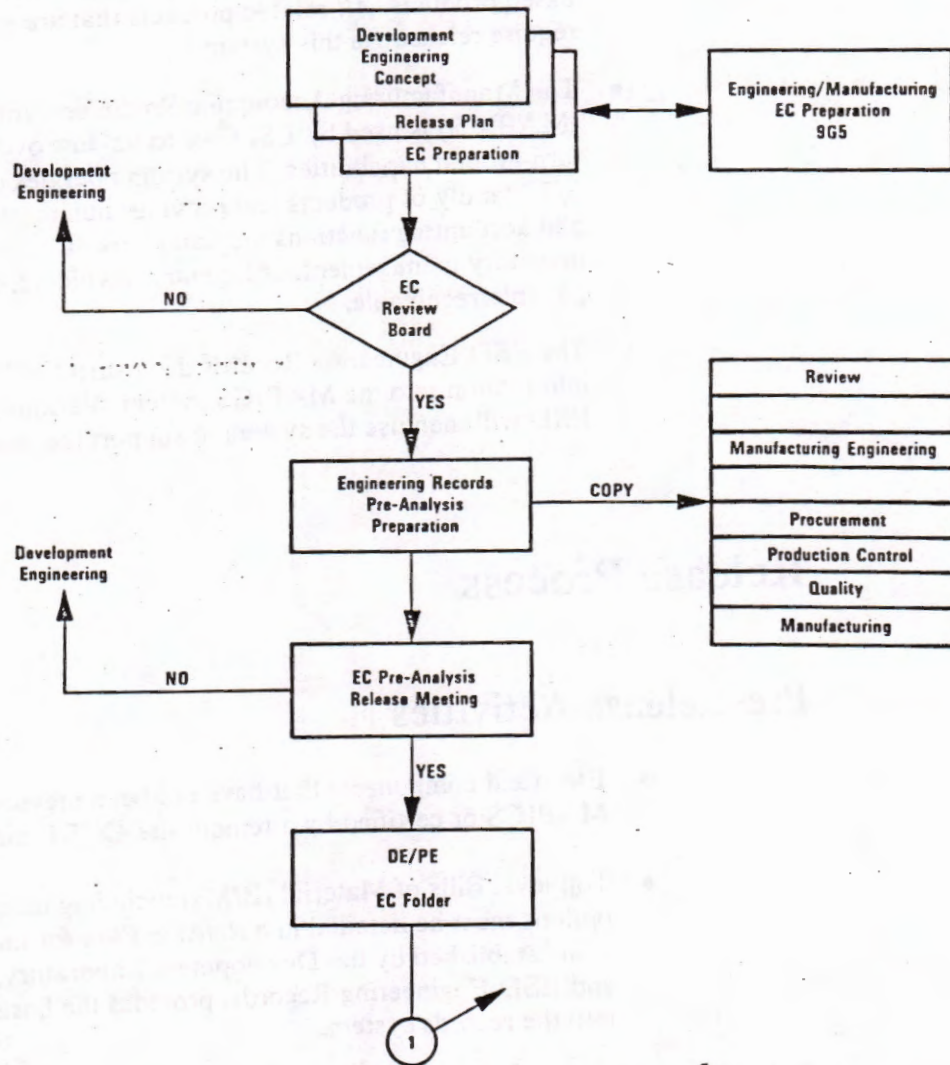 Development
Engineering
Concept
Release Plan
EC Preparation
Engineering/Manufacturing
EC Preparation
9G5
Development
Engineering
NO
EC
Review
Board
YES
Review
Manufacturing Engineering
Procurement
Production Control
Quality
Manufacturing
Engineering Records
Pre-Analysis
Preparation
COPY
Development
Engineering
NO
EC Pre-Analysis
Release Meeting
YES
DE/PE
EC Folder
1